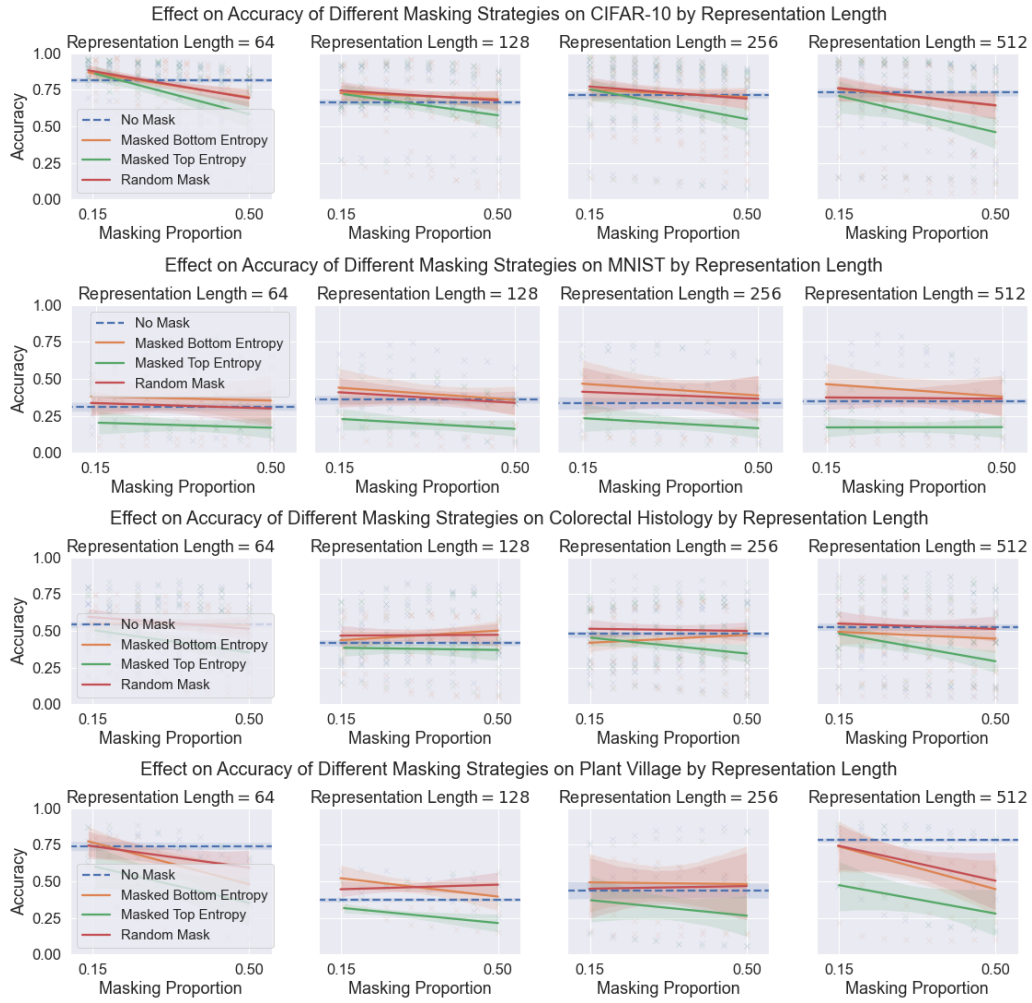 Effect on Accuracy of Different Masking Strategies on CIFAR-10 by Representation Length
Representation Length = 64
Representation Length = 128
Representation Length = 256
Representation Length = 512
Accuracy
1.00
0.75
0.50
0.25
0.00
No Mask
Masked Bottom Entropy
Masked Top Entropy
Random Mask
0.15 0.50
0.15 0.50
0.15 0.50
0.15 0.50
Masking Proportion
Masking Proportion
Masking Proportion
Masking Proportion
Effect on Accuracy of Different Masking Strategies on MNIST by Representation Length
Representation Length = 64
Representation Length = 128
Representation Length = 256
Representation Length = 512
Accuracy
1.00
0.75
0.50
0.25
0.00
No Mask
Masked Bottom Entropy
Masked Top Entropy
Random Mask
0.15 0.50
0.15 0.50
0.15 0.50
0.15 0.50
Masking Proportion
Masking Proportion
Masking Proportion
Masking Proportion
Effect on Accuracy of Different Masking Strategies on Colorectal Histology by Representation Length
Representation Length = 64
Representation Length = 128
Representation Length = 256
Representation Length = 512
Accuracy
1.00
0.75
0.50
0.25
0.00
No Mask
Masked Bottom Entropy
Masked Top Entropy
Random Mask
0.15 0.50
0.15 0.50
0.15 0.50
0.15 0.50
Masking Proportion
Masking Proportion
Masking Proportion
Masking Proportion
Effect on Accuracy of Different Masking Strategies on Plant Village by Representation Length
Representation Length = 64
Representation Length = 128
Representation Length = 256
Representation Length = 512
Accuracy
1.00
0.75
0.50
0.25
0.00
No Mask
Masked Bottom Entropy
Masked Top Entropy
Random Mask
0.15 0.50
0.15 0.50
0.15 0.50
0.15 0.50
Masking Proportion
Masking Proportion
Masking Proportion
Masking Proportion